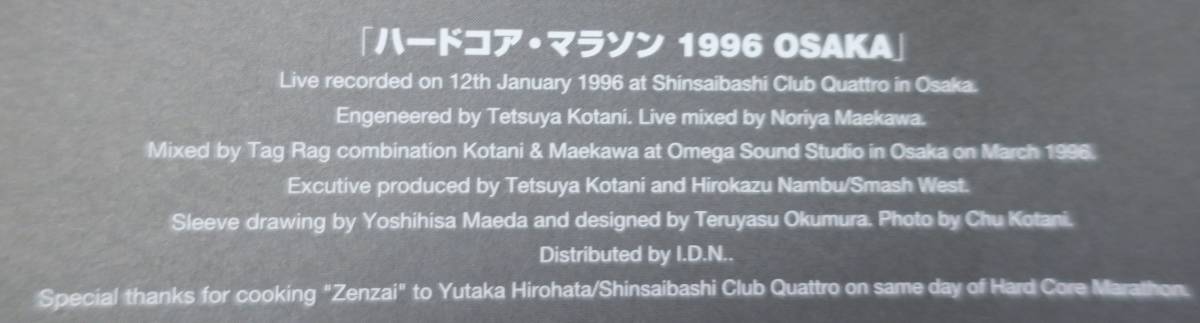 「ハードコア・マラソン 1996 OSAKA」
Live recorded on 12th January 1996 at Shinsaibashi Club Quattro in Osaka.
Engeneered by Tetsuya Kotani. Live mixed by Noriya Maekawa.
Mixed by Tag Rag combination Kotani & Maekawa at Omega Sound Studio in Osaka on March 1996.
Excutive produced by Tetsuya Kotani and Hirokazu Nambu/Smash West.
Sleeve drawing by Yoshihisa Maeda and designed by Teruyasu Okumura. Photo by Chu Kotani.
Distributed by I.D.N..
Special thanks for cooking "Zenzai" to Yutaka Hirohata/Shinsaibashi Club Quattro on same day of Hard Core Marathon.